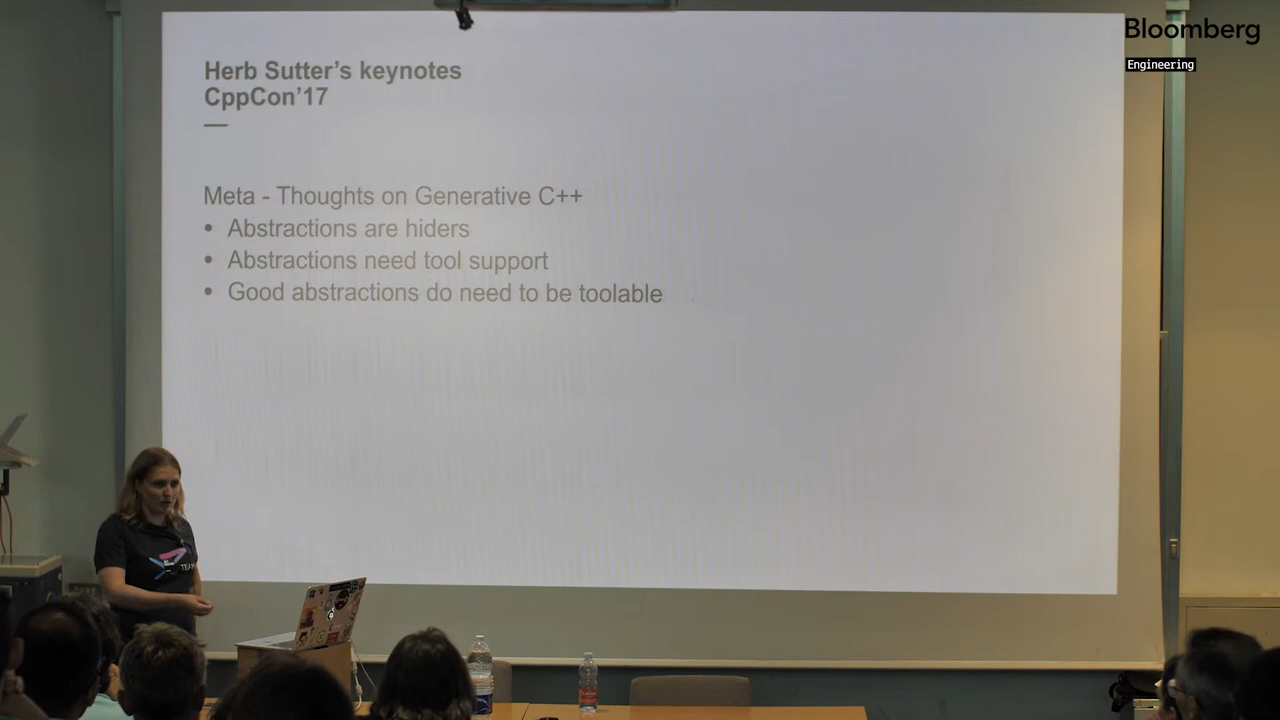 Bloomberg
Engineering
Herb Sutter's keynotes
CppCon'17
Meta - Thoughts on Generative C++
• Abstractions are hiders
• Abstractions need tool support
• Good abstractions do need to be toolable
TEAM